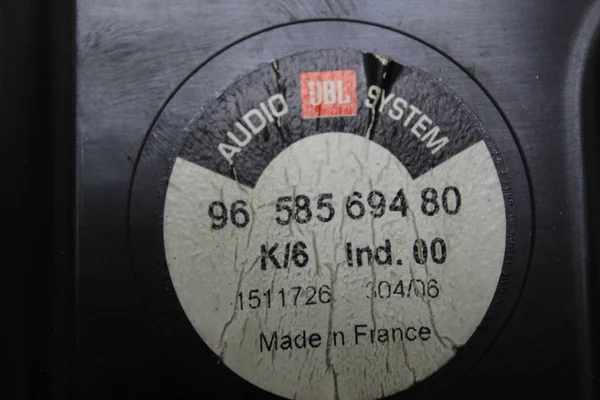 AUDIO JBL SYSTEM
96 585 694 80
K/6 Ind. 00
1511726 304/06
Made in France